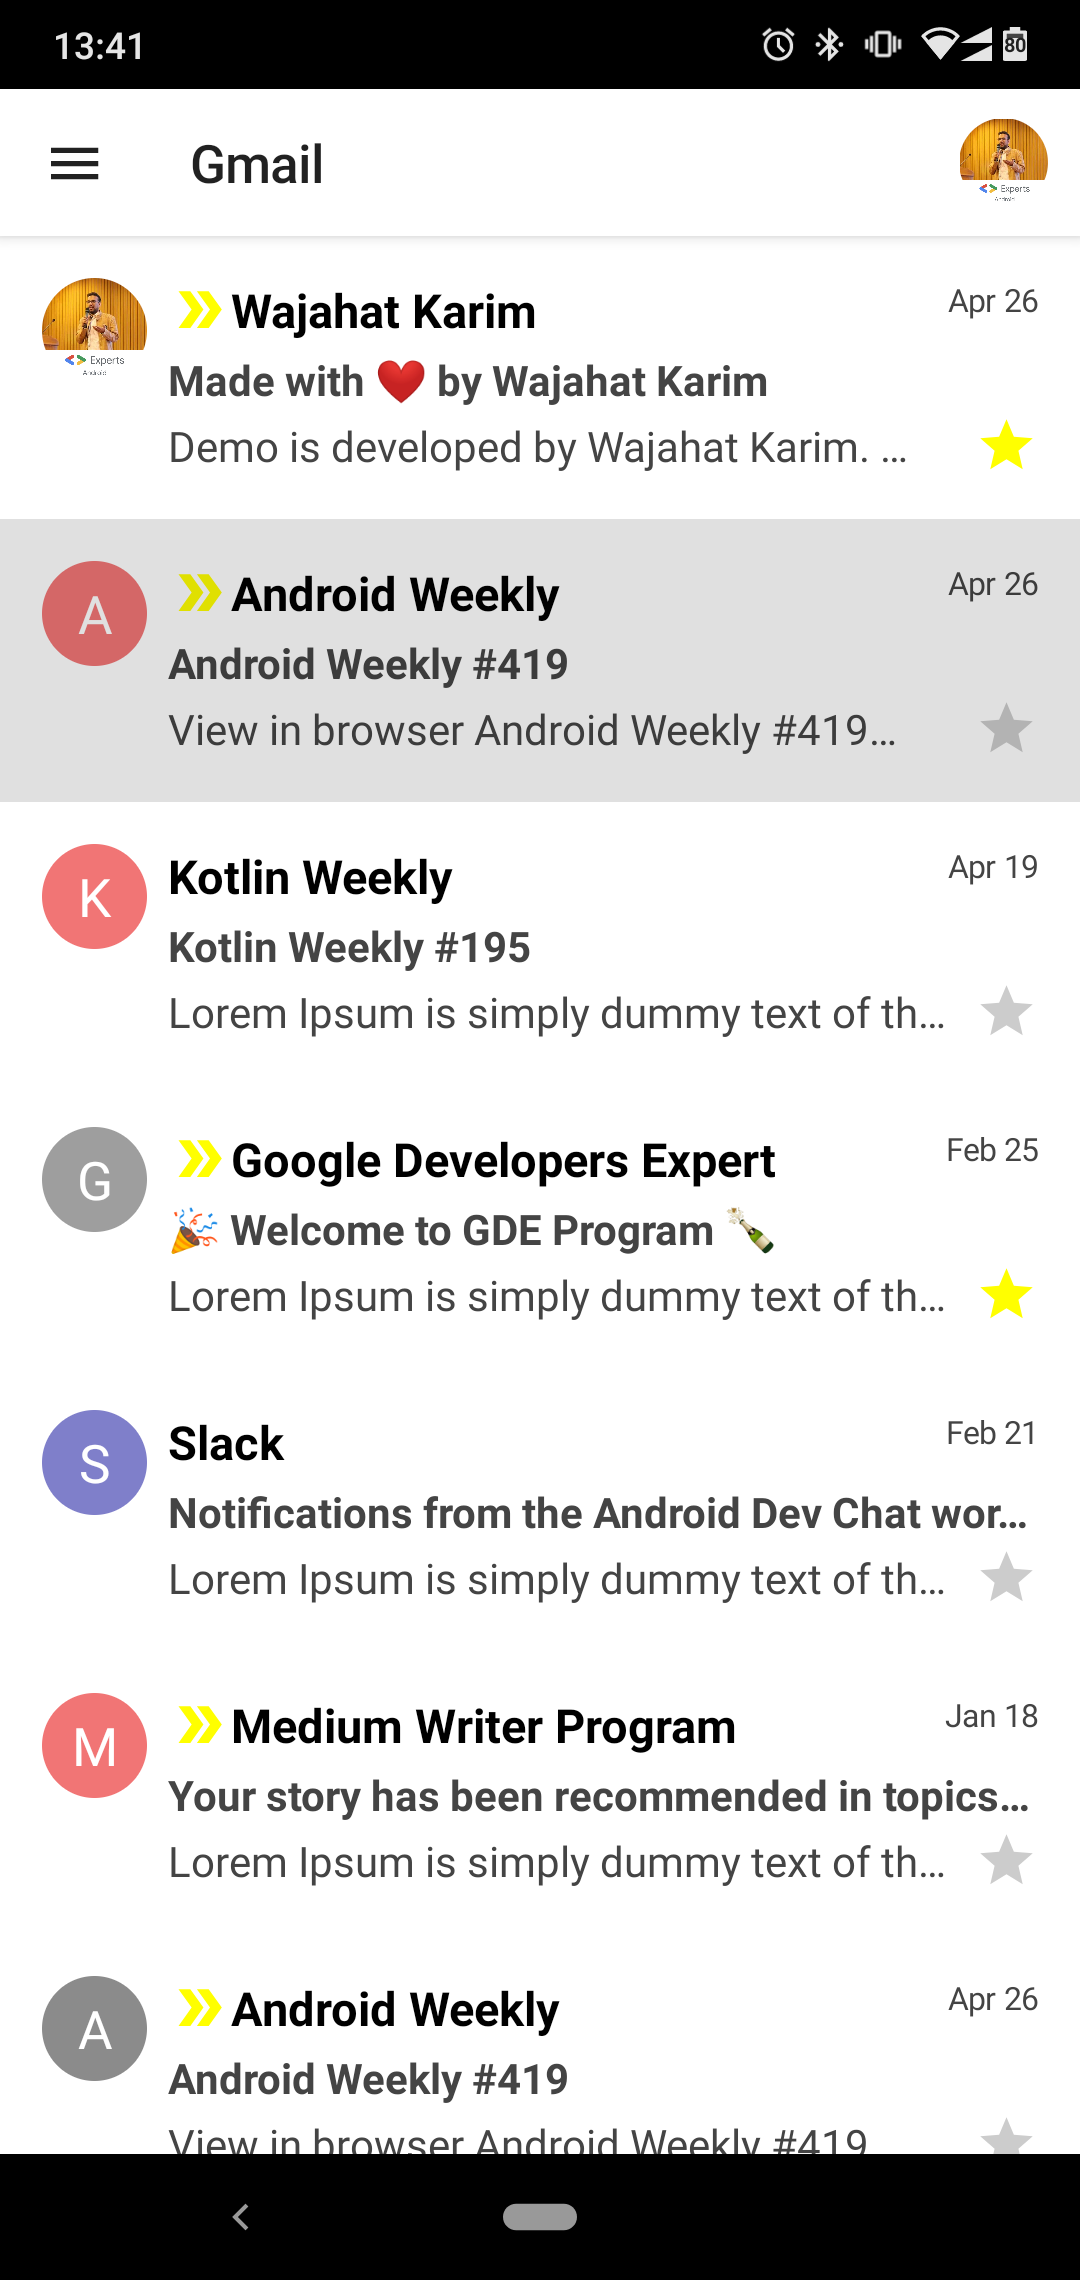 13:41
80
Gmail
Experts
Android
Wajahat Karim
Apr 26
Experts
Android
Made with ❤️ by Wajahat Karim
Demo is developed by Wajahat Karim. ...
A
Android Weekly
Apr 26
Android Weekly #419
View in browser Android Weekly #419...
K
Kotlin Weekly
Apr 19
Kotlin Weekly #195
Lorem Ipsum is simply dummy text of th...
G
Google Developers Expert
Feb 25
🎉 Welcome to GDE Program 🍾
Lorem Ipsum is simply dummy text of th...
S
Slack
Feb 21
Notifications from the Android Dev Chat wor...
Lorem Ipsum is simply dummy text of th...
M
Medium Writer Program
Jan 18
Your story has been recommended in topics...
Lorem Ipsum is simply dummy text of th...
A
Android Weekly
Apr 26
Android Weekly #419
View in browser Android Weekly #419